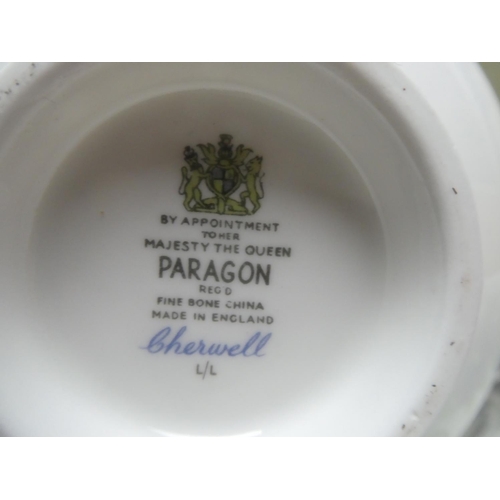 BY APPOINTMENT
TO HER
MAJESTY THE QUEEN
PARAGON
REG'D
FINE BONE CHINA
MADE IN ENGLAND
Cherwell
L/L